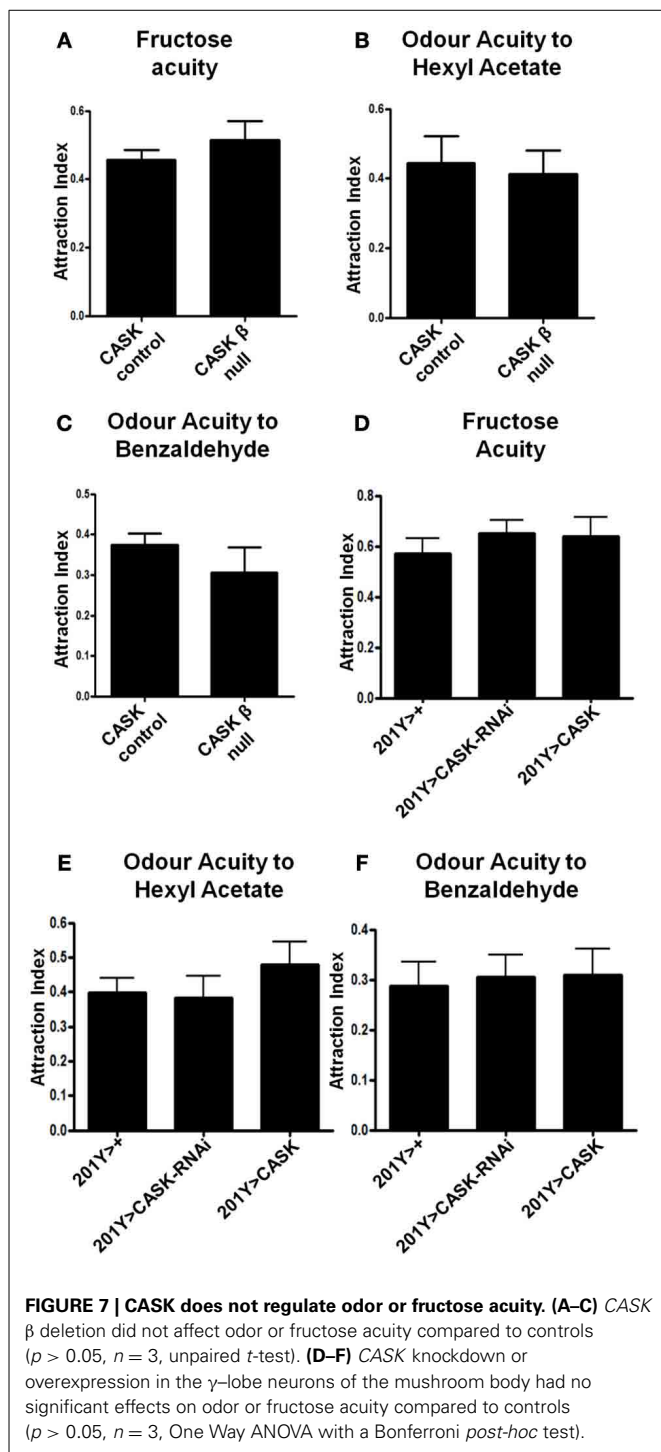 A Fructose
acuity
Attraction Index
0.6
0.4
0.2
0.0
CASK
control
CASK β
null
B Odour Acuity to
Hexyl Acetate
Attraction Index
0.6
0.4
0.2
0.0
CASK
control
CASK β
null
C Odour Acuity to
Benzaldehyde
Attraction Index
0.5
0.4
0.3
0.2
0.1
0.0
CASK
control
CASK β
null
D Fructose
Acuity
Attraction Index
0.8
0.6
0.4
0.2
0.0
201Y>+
201Y>CASK-RNAi
201Y>CASK
E Odour Acuity to
Hexyl Acetate
Attraction Index
0.6
0.5
0.4
0.3
0.2
0.1
0.0
201Y>+
201Y>CASK-RNAi
201Y>CASK
F Odour Acuity to
Benzaldehyde
Attraction Index
0.4
0.3
0.2
0.1
0.0
201Y>+
201Y>CASK-RNAi
201Y>CASK
FIGURE 7 | CASK does not regulate odor or fructose acuity. (A–C) CASK
β deletion did not affect odor or fructose acuity compared to controls
(p > 0.05, n = 3, unpaired t-test). (D–F) CASK knockdown or
overexpression in the γ–lobe neurons of the mushroom body had no
significant effects on odor or fructose acuity compared to controls
(p > 0.05, n = 3, One Way ANOVA with a Bonferroni post-hoc test).